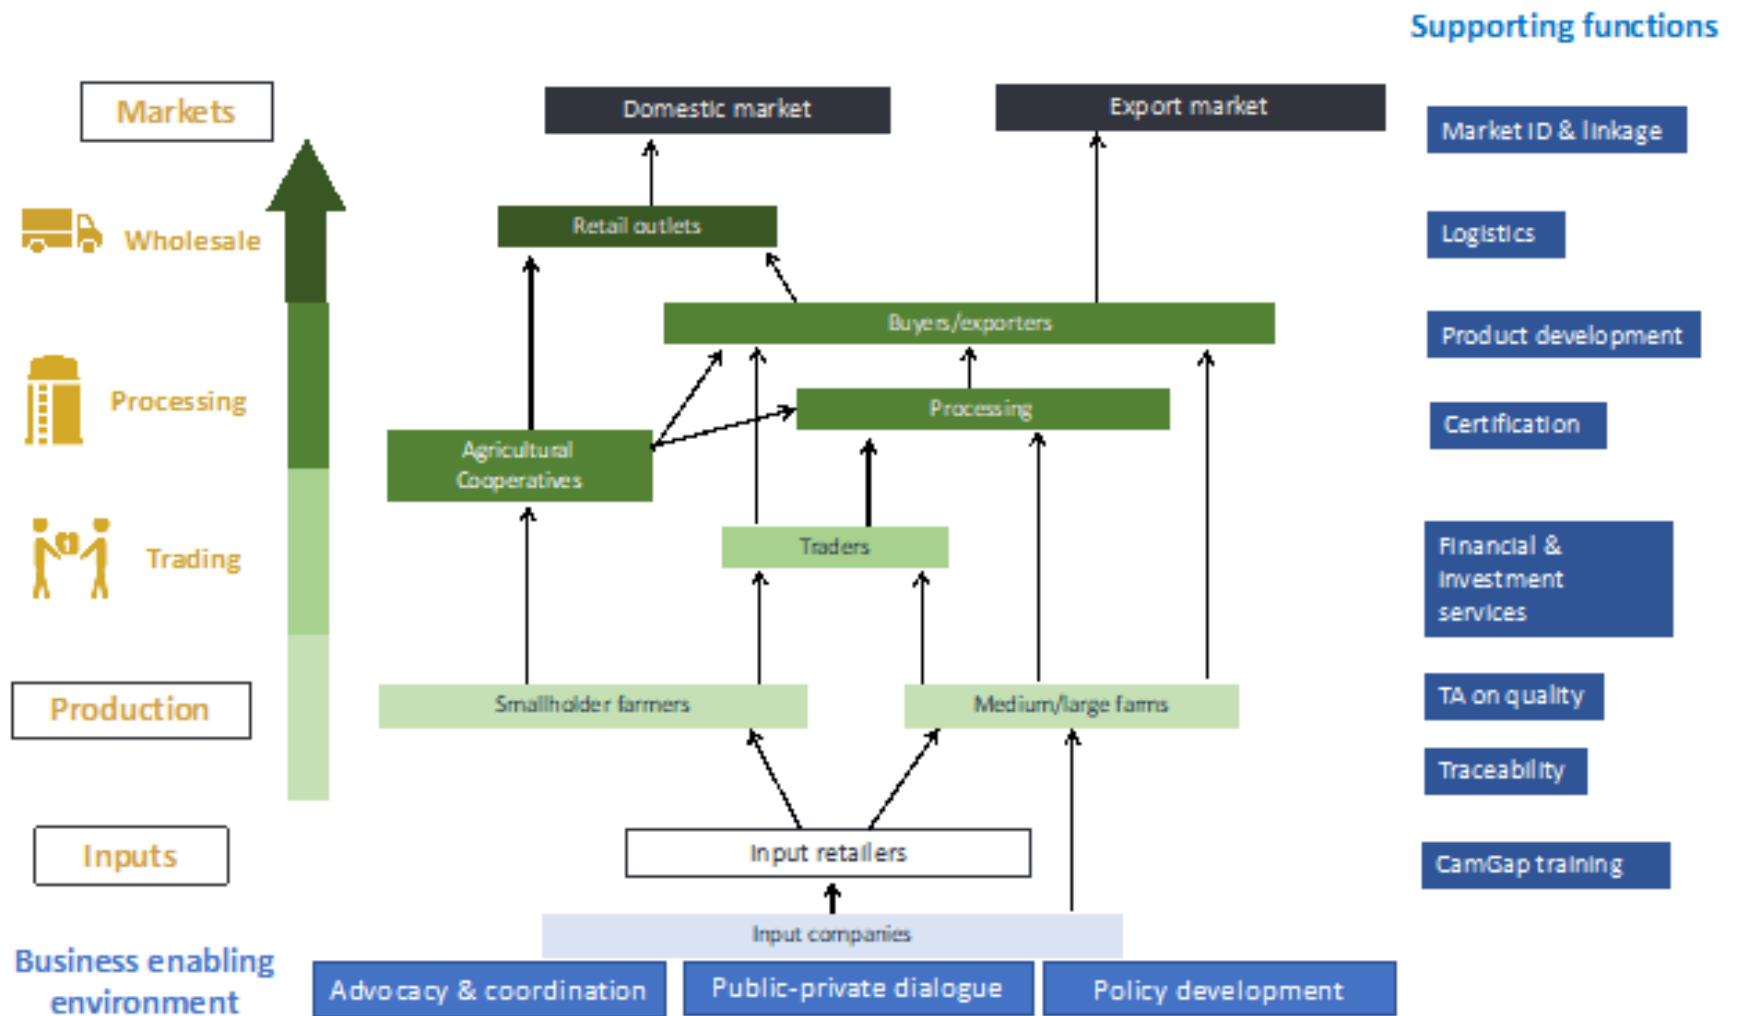 Supporting functions
Markets
Domestic market
Export market
Market ID & linkage
Wholesale
Retail outlets
Logistics
Buyers/exporters
Product development
Processing
Processing
Certification
Agricultural
Cooperatives
Trading
Traders
Financial &
investment
services
Production
Smallholder farmers
Medium/large farms
TA on quality
Traceability
Inputs
Input retailers
CamGap training
Input companies
Business enabling
environment
Advocacy & coordination
Public-private dialogue
Policy development